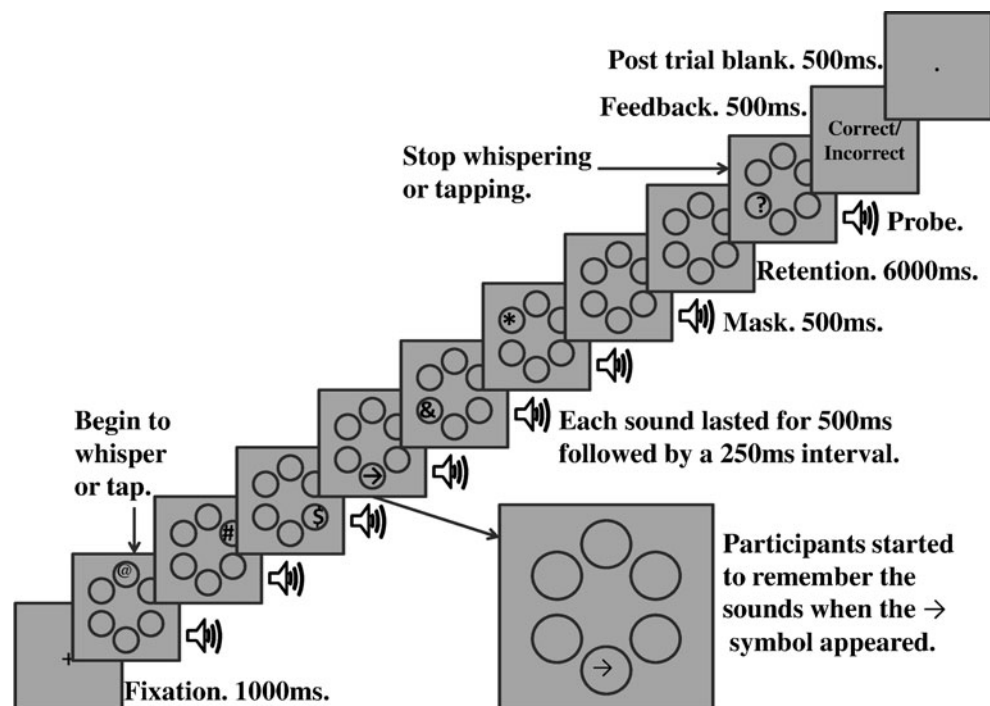 Post trial blank. 500ms.
.
Feedback. 500ms.
Correct/
Incorrect
Stop whispering
or tapping.
?
Probe.
Retention. 6000ms.
*
Mask. 500ms.
&
Each sound lasted for 500ms
followed by a 250ms interval.
Begin to
whisper
or tap.
→
$
#
@
Participants started
to remember the
sounds when the →
symbol appeared.
→
+
Fixation. 1000ms.